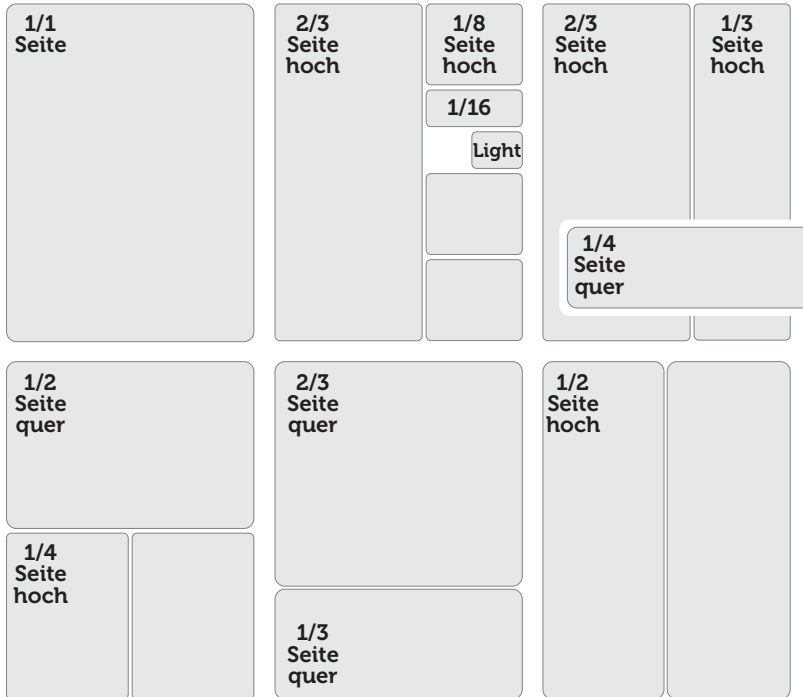 1/1
Seite
2/3
Seite
hoch
1/8
Seite
hoch
1/16
Light
2/3
Seite
hoch
1/3
Seite
hoch
1/4
Seite
quer
1/2
Seite
quer
1/4
Seite
hoch
2/3
Seite
quer
1/3
Seite
quer
1/2
Seite
hoch